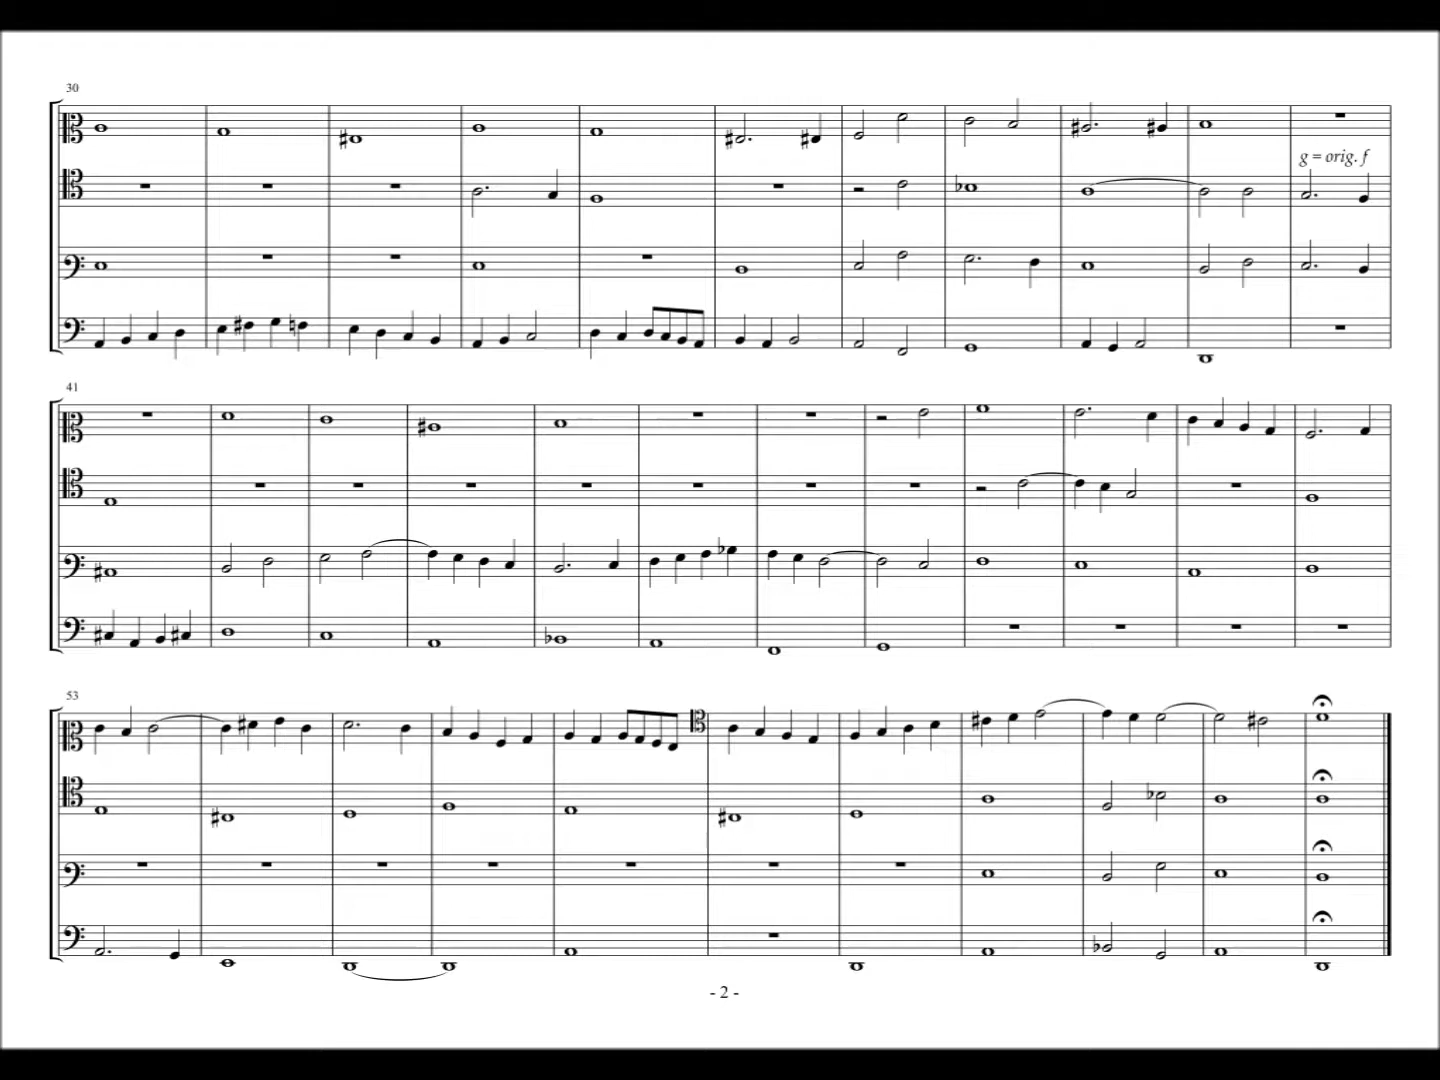 30
g = orig. f
41
53
- 2 -